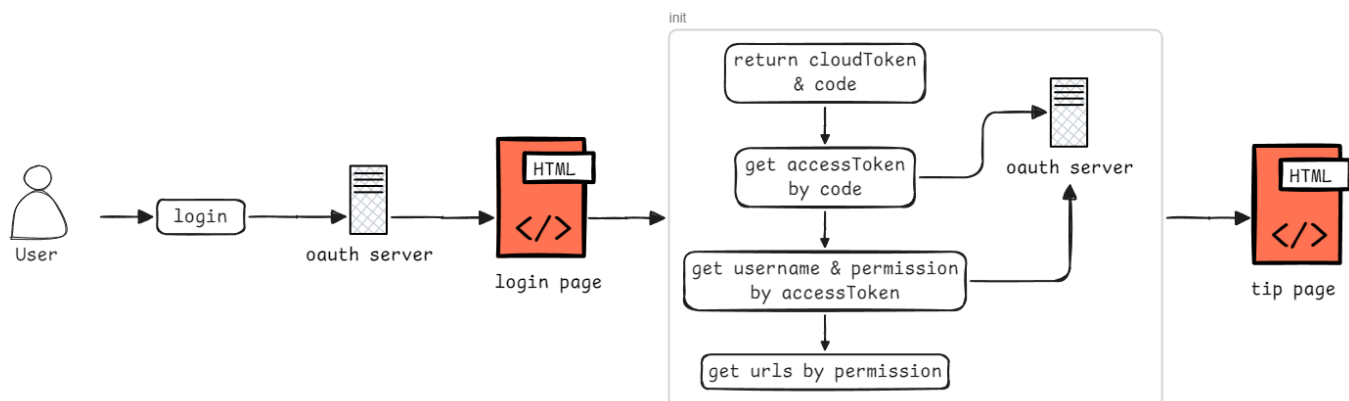 init
return cloudToken
& code
HTML
</>
get accessToken
by code
oauth server
HTML
</>
login
User
oauth server
login page
get username & permission
by accessToken
tip page
get urls by permission